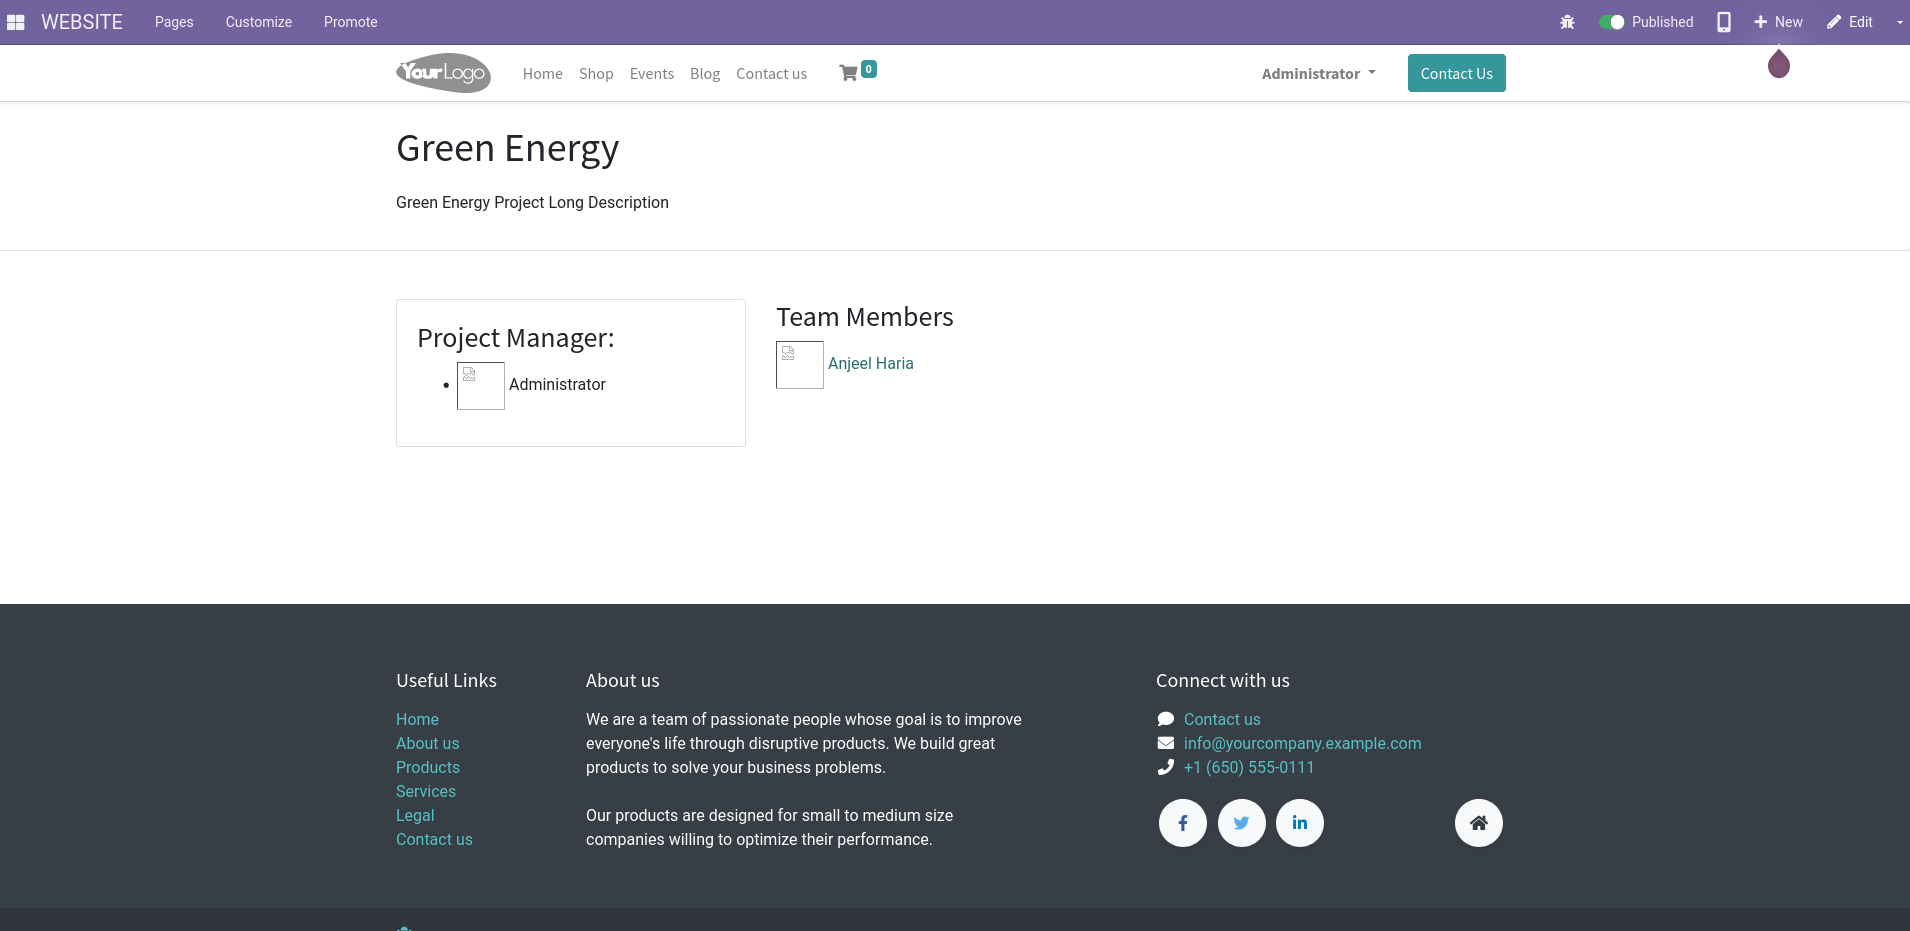 WEBSITE Pages Customize Promote Published New Edit
YourLogo Home Shop Events Blog Contact us 0 Administrator Contact Us
Green Energy
Green Energy Project Long Description
Project Manager:
Administrator
Team Members
Anjeel Haria
Useful Links
Home
About us
Products
Services
Legal
Contact us
About us
We are a team of passionate people whose goal is to improve
everyone's life through disruptive products. We build great
products to solve your business problems.
Our products are designed for small to medium size
companies willing to optimize their performance.
Connect with us
Contact us
info@yourcompany.example.com
+1 (650) 555-0111